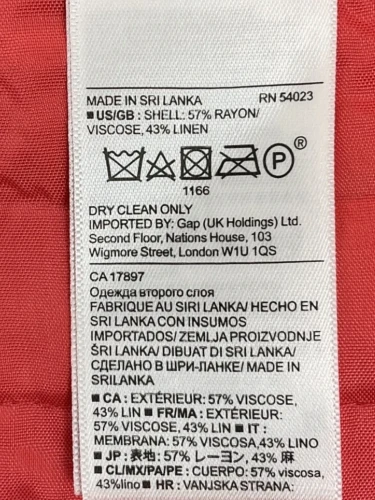 MADE IN SRI LANKA RN 54023
■ US/GB : SHELL: 57% RAYON/
VISCOSE, 43% LINEN
P ®
1166
DRY CLEAN ONLY
IMPORTED BY: Gap (UK Holdings) Ltd.
Second Floor, Nations House, 103
Wigmore Street, London W1U 1QS
CA 17897
Одежда второго слоя
FABRIQUE AU SIRI LANKA/ HECHO EN
SRI LANKA CON INSUMOS
IMPORTADOS/ ZEMLJA PROIZVODNJE
ŠRI LANKA/ DIBUAT DI SRI LANKA/
СДЕЛАНО В ШРИ-ЛАНКЕ/ MADE IN
SRILANKA
■ CA : EXTÉRIEUR: 57% VISCOSE,
43% LIN ■ FR/MA : EXTÉRIEUR:
57% VISCOSE, 43% LIN ■ IT :
MEMBRANA: 57% VISCOSA, 43% LINO
■ JP : 表地: 57% レーヨン, 43% 麻
■ CL/MX/PA/PE : CUERPO: 57% viscosa,
43%lino ■ HR : VANJSKA STRANA: